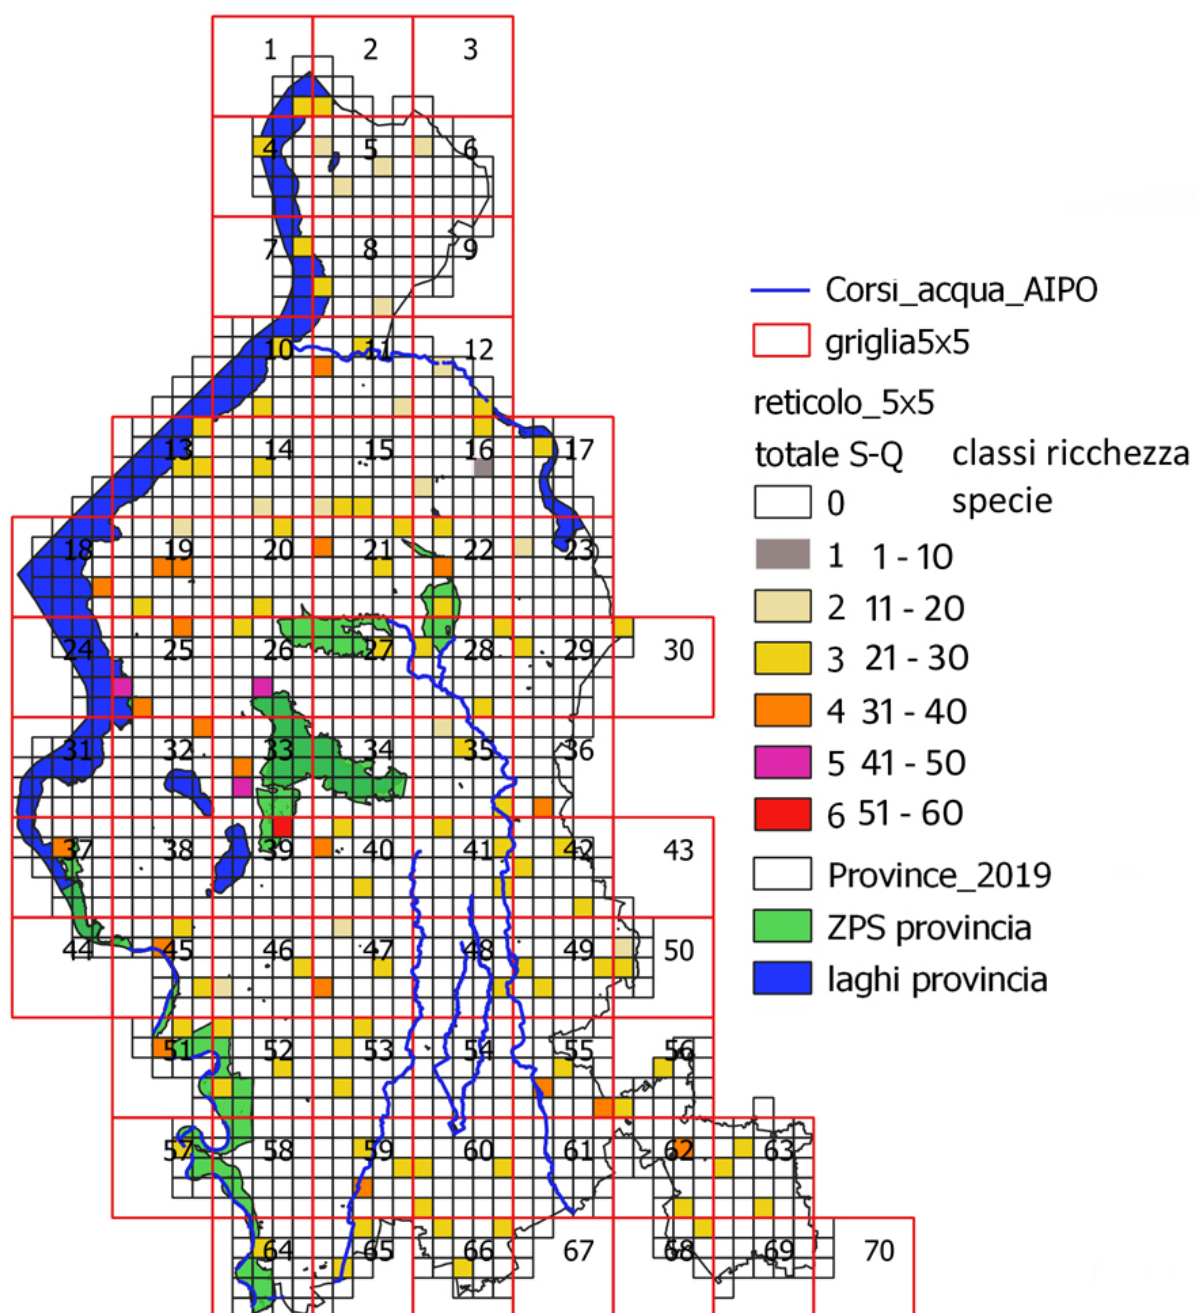 1 2 3
4 5 6
7 8 9
10 11 12
13 14 15 16 17
18 19 20 21 22 23
24 25 26 27 28 29 30
31 32 33 34 35 36
37 38 39 40 41 42 43
44 45 46 47 48 49 50
51 52 53 54 55 56
57 58 59 60 61 62 63
64 65 66 67 68 69 70
Corsi_acqua_AIPO
griglia5x5
reticolo_5x5
totale S-Q classi ricchezza
specie
0
1 1 - 10
2 11 - 20
3 21 - 30
4 31 - 40
5 41 - 50
6 51 - 60
Province_2019
ZPS provincia
laghi provincia